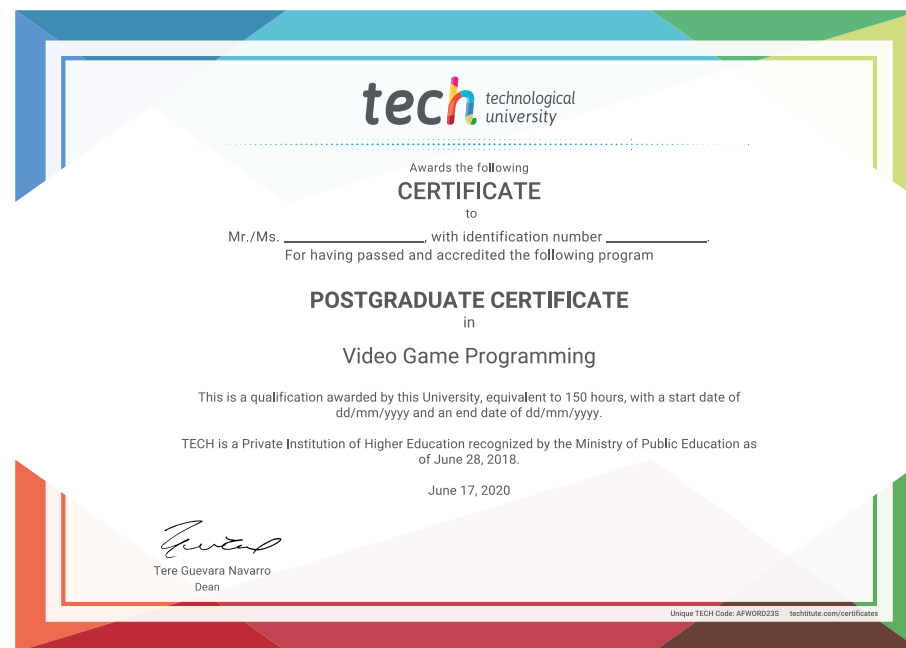 tech technological
university
Awards the following
CERTIFICATE
to
Mr./Ms. ____________________, with identification number ______________.
For having passed and accredited the following program
POSTGRADUATE CERTIFICATE
in
Video Game Programming
This is a qualification awarded by this University, equivalent to 150 hours, with a start date of
dd/mm/yyyy and an end date of dd/mm/yyyy.
TECH is a Private Institution of Higher Education recognized by the Ministry of Public Education as
of June 28, 2018.
June 17, 2020
Tere Guevara Navarro
Dean
Unique TECH Code: AFWORD23S techtitute.com/certificates